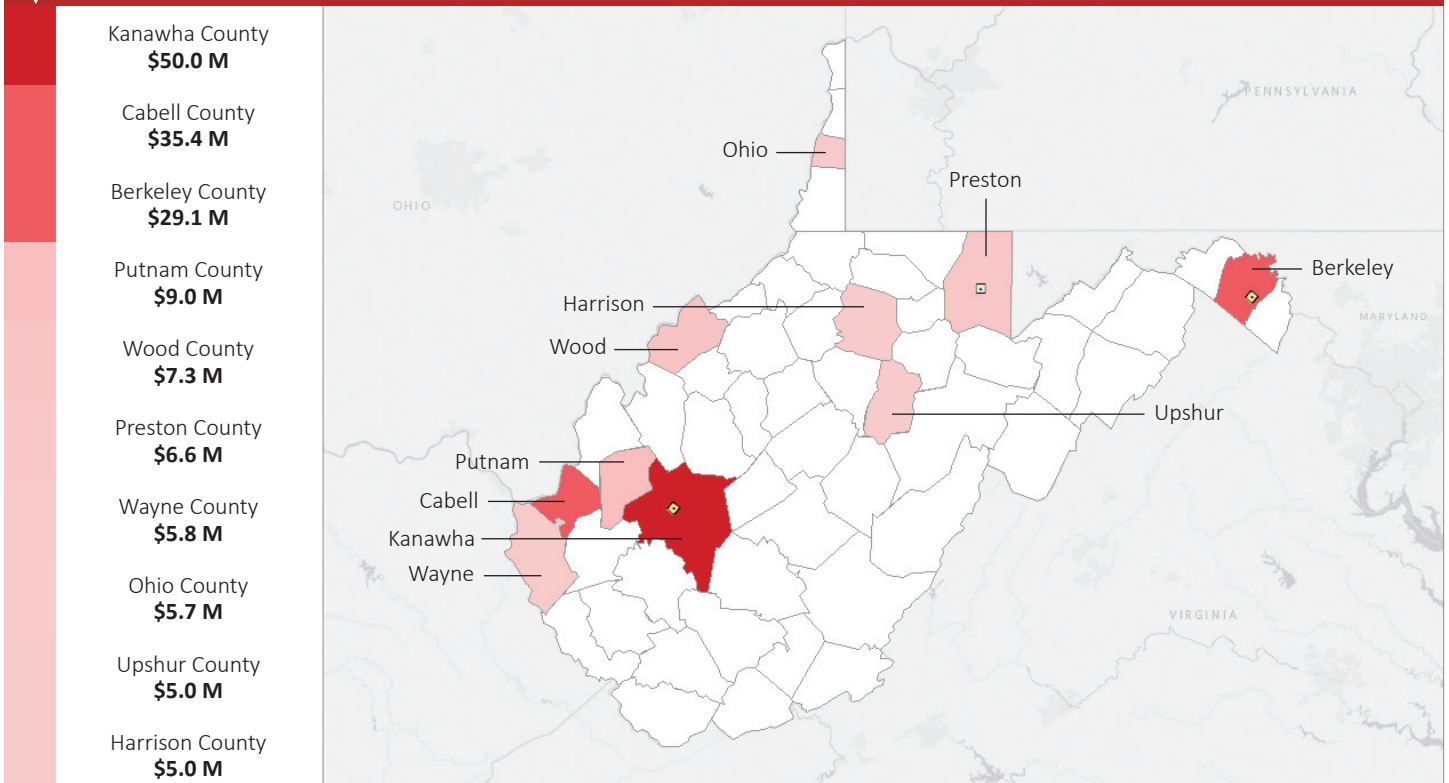 Kanawha County
$50.0 M
Cabell County
$35.4 M
Berkeley County
$29.1 M
Putnam County
$9.0 M
Wood County
$7.3 M
Preston County
$6.6 M
Wayne County
$5.8 M
Ohio County
$5.7 M
Upshur County
$5.0 M
Harrison County
$5.0 M
PENNSYLVANIA
Ohio
Preston
OHIO
Berkeley
Harrison
MARYLAND
Wood
Upshur
Putnam
Cabell
Kanawha
Wayne
VIRGINIA